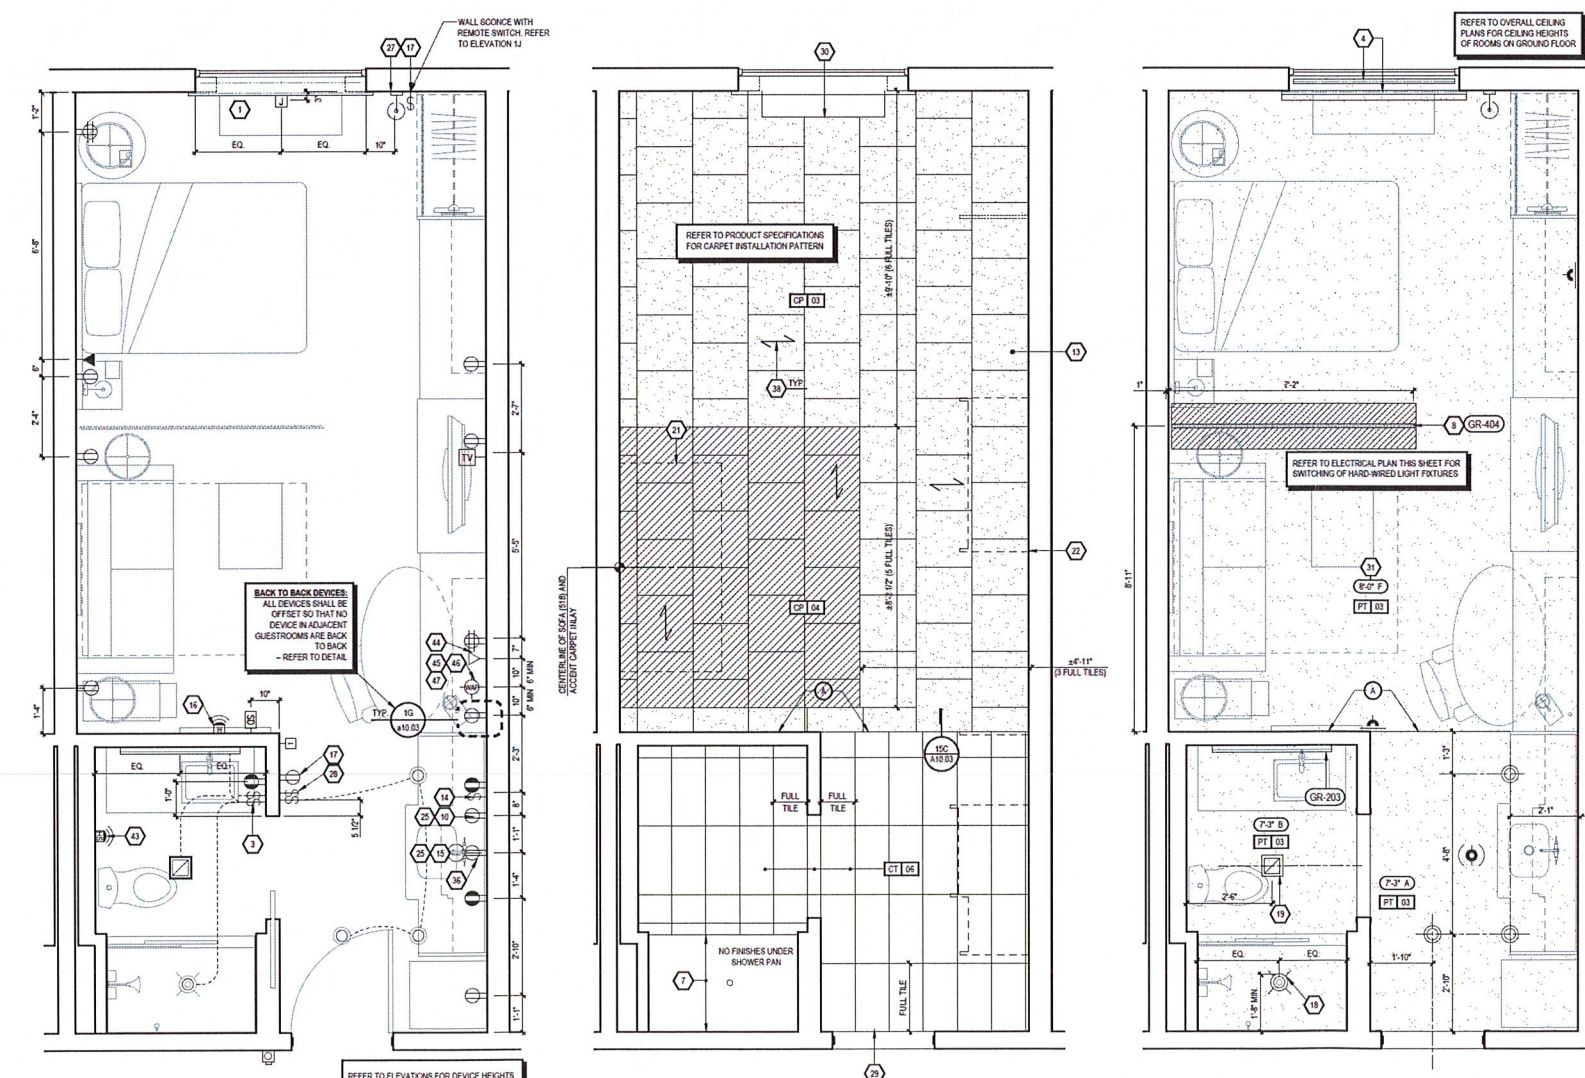 WALL SCONCE WITH
REMOTE SWITCH. REFER
TO ELEVATION 1J
27
17
1
J
3"
S
EQ.
EQ.
10"
1'-2"
6'-8"
6"
2'-4"
1'-4"
2'-7"
TV
5'-5"
BACK TO BACK DEVICES:
ALL DEVICES SHALL BE
OFFSET SO THAT NO
DEVICE IN ADJACENT
GUESTROOMS ARE BACK
TO BACK
– REFER TO DETAIL
44
45
46
47
WAP
7"
10"
10"
6" MIN
6" MIN
TYP.
1G
a10.03
16
H
SD
10"
T
EQ.
EQ.
1'-0"
17
28
SS
SS
5 1/2"
3
43
14
S
25
10
25
15
36
2'-3"
8"
1'-1"
1'-4"
2'-10"
1'-1"
REFER TO ELEVATIONS FOR DEVICE HEIGHTS
30
REFER TO PRODUCT SPECIFICATIONS
FOR CARPET INSTALLATION PATTERN
±9'-10" (6 FULL TILES)
CP 03
13
38
TYP
21
22
±8'-2 1/2" (5 FULL TILES)
CENTERLINE OF SOFA (518) AND
ACCENT CARPET INLAY
CP 04
±4'-11"
(3 FULL TILES)
A
15C
A10.03
FULL
TILE
FULL
TILE
CT 06
NO FINISHES UNDER
SHOWER PAN
7
FULL TILE
29
REFER TO OVERALL CEILING
PLANS FOR CEILING HEIGHTS
OF ROOMS ON GROUND FLOOR
4
1"
7'-2"
8
GR-404
REFER TO ELECTRICAL PLAN THIS SHEET FOR
SWITCHING OF HARD-WIRED LIGHT FIXTURES
8'-11"
31
8'-0" F
PT 03
A
GR-203
7'-3" B
PT 03
2'-6"
19
7'-3" A
PT 03
1'-3"
4'-8"
2'-1"
EQ.
EQ.
1'-8" MIN.
18
1'-10"
2'-10"